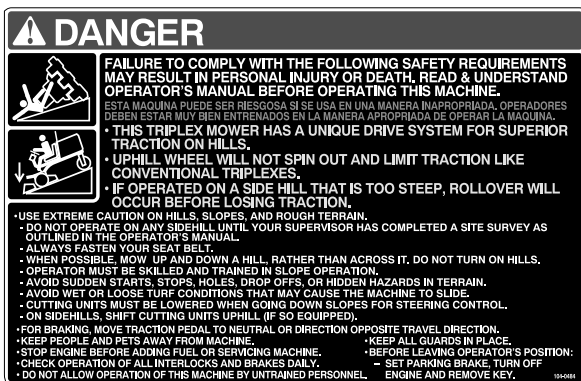 DANGER
FAILURE TO COMPLY WITH THE FOLLOWING SAFETY REQUIREMENTS
MAY RESULT IN PERSONAL INJURY OR DEATH. READ & UNDERSTAND
OPERATOR'S MANUAL BEFORE OPERATING THIS MACHINE.
ESTA MAQUINA PUEDE SER RIESGOSA SI SE USA EN UNA MANERA INAPROPRIADA. OPERADORES
DEBEN ESTAR MUY BIEN ENTRENADOS EN LA MANERA APROPRIADA DE OPERAR LA MAQUINA.
• THIS TRIPLEX MOWER HAS A UNIQUE DRIVE SYSTEM FOR SUPERIOR
TRACTION ON HILLS.
• UPHILL WHEEL WILL NOT SPIN OUT AND LIMIT TRACTION LIKE
CONVENTIONAL TRIPLEXES.
• IF OPERATED ON A SIDE HILL THAT IS TOO STEEP, ROLLOVER WILL
OCCUR BEFORE LOSING TRACTION.
•USE EXTREME CAUTION ON HILLS, SLOPES, AND ROUGH TERRAIN.
- DO NOT OPERATE ON ANY SIDEHILL UNTIL YOUR SUPERVISOR HAS COMPLETED A SITE SURVEY AS
OUTLINED IN THE OPERATOR'S MANUAL.
- ALWAYS FASTEN YOUR SEAT BELT.
- WHEN POSSIBLE, MOW UP AND DOWN A HILL, RATHER THAN ACROSS IT. DO NOT TURN ON HILLS.
- OPERATOR MUST BE SKILLED AND TRAINED IN SLOPE OPERATION.
- AVOID SUDDEN STARTS, STOPS, HOLES, DROP OFFS, OR HIDDEN HAZARDS IN TERRAIN.
- AVOID WET OR LOOSE TURF CONDITIONS THAT MAY CAUSE THE MACHINE TO SLIDE.
- CUTTING UNITS MUST BE LOWERED WHEN GOING DOWN SLOPES FOR STEERING CONTROL.
- ON SIDEHILLS, SHIFT CUTTING UNITS UPHILL (IF SO EQUIPPED).
•FOR BRAKING, MOVE TRACTION PEDAL TO NEUTRAL OR DIRECTION OPPOSITE TRAVEL DIRECTION.
•KEEP PEOPLE AND PETS AWAY FROM MACHINE.
•STOP ENGINE BEFORE ADDING FUEL OR SERVICING MACHINE.
•CHECK OPERATION OF ALL INTERLOCKS AND BRAKES DAILY.
• DO NOT ALLOW OPERATION OF THIS MACHINE BY UNTRAINED PERSONNEL.
•KEEP ALL GUARDS IN PLACE.
•BEFORE LEAVING OPERATOR'S POSITION:
– SET PARKING BRAKE, TURN OFF
ENGINE AND REMOVE KEY.
104-0484